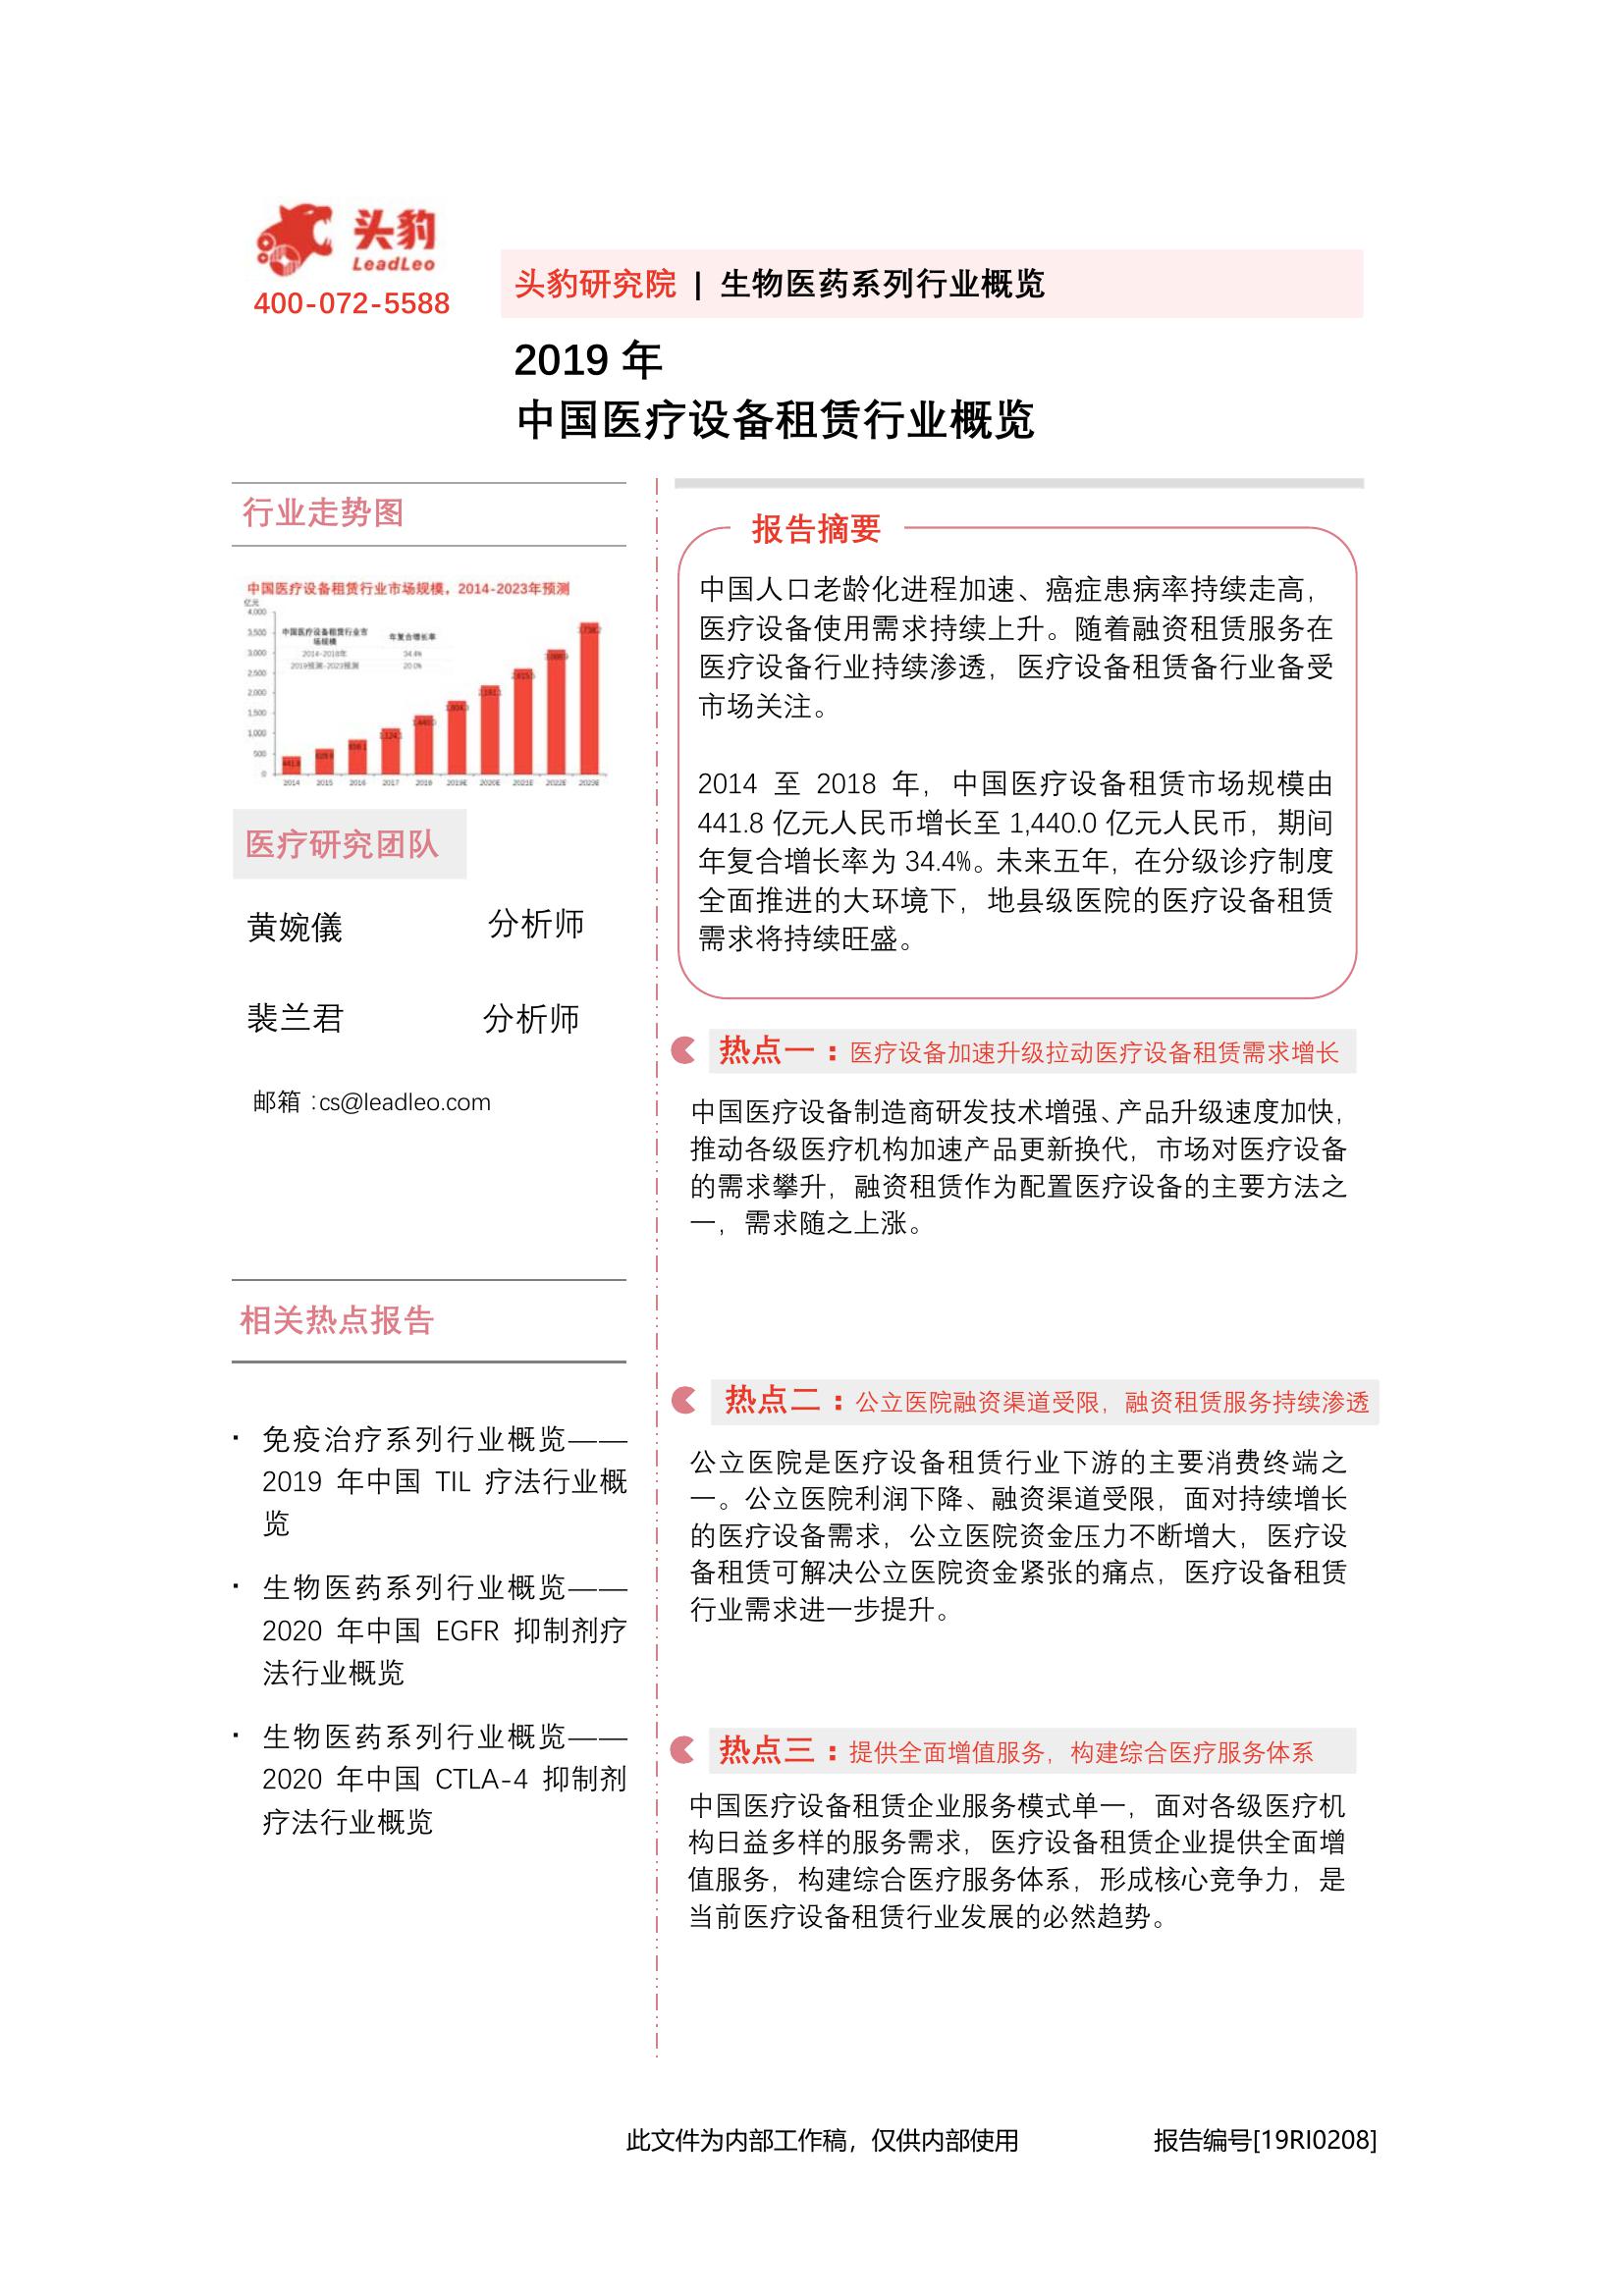 头豹
LeadLeo
400-072-5588
头豹研究院 | 生物医药系列行业概览
2019 年
中国医疗设备租赁行业概览
行业走势图
中国医疗设备租赁行业市场规模，2014-2023年预测
亿元
4,000
3,500
3,000
2,500
2,000
1,500
1,000
500
0
中国医疗设备租赁行业市
场规模
年复合增长率
2014-2018年 34.4%
2019预测-2023预测 20.0%
441.8
1,440.0
2014 2015 2016 2017 2018 2019E 2020E 2021E 2022E 2023E
医疗研究团队
黄婉儀 分析师
裴兰君 分析师
邮箱 :cs@leadleo.com
相关热点报告
· 免疫治疗系列行业概览——
2019 年中国 TIL 疗法行业概
览
· 生物医药系列行业概览——
2020 年中国 EGFR 抑制剂疗
法行业概览
· 生物医药系列行业概览——
2020 年中国 CTLA-4 抑制剂
疗法行业概览
报告摘要
中国人口老龄化进程加速、癌症患病率持续走高，
医疗设备使用需求持续上升。随着融资租赁服务在
医疗设备行业持续渗透，医疗设备租赁备行业备受
市场关注。
2014 至 2018 年，中国医疗设备租赁市场规模由
441.8 亿元人民币增长至 1,440.0 亿元人民币，期间
年复合增长率为 34.4%。未来五年，在分级诊疗制度
全面推进的大环境下，地县级医院的医疗设备租赁
需求将持续旺盛。
热点一：医疗设备加速升级拉动医疗设备租赁需求增长
中国医疗设备制造商研发技术增强、产品升级速度加快，
推动各级医疗机构加速产品更新换代，市场对医疗设备
的需求攀升，融资租赁作为配置医疗设备的主要方法之
一，需求随之上涨。
热点二：公立医院融资渠道受限，融资租赁服务持续渗透
公立医院是医疗设备租赁行业下游的主要消费终端之
一。公立医院利润下降、融资渠道受限，面对持续增长
的医疗设备需求，公立医院资金压力不断增大，医疗设
备租赁可解决公立医院资金紧张的痛点，医疗设备租赁
行业需求进一步提升。
热点三：提供全面增值服务，构建综合医疗服务体系
中国医疗设备租赁企业服务模式单一，面对各级医疗机
构日益多样的服务需求，医疗设备租赁企业提供全面增
值服务，构建综合医疗服务体系，形成核心竞争力，是
当前医疗设备租赁行业发展的必然趋势。
此文件为内部工作稿，仅供内部使用 报告编号[19RI0208]